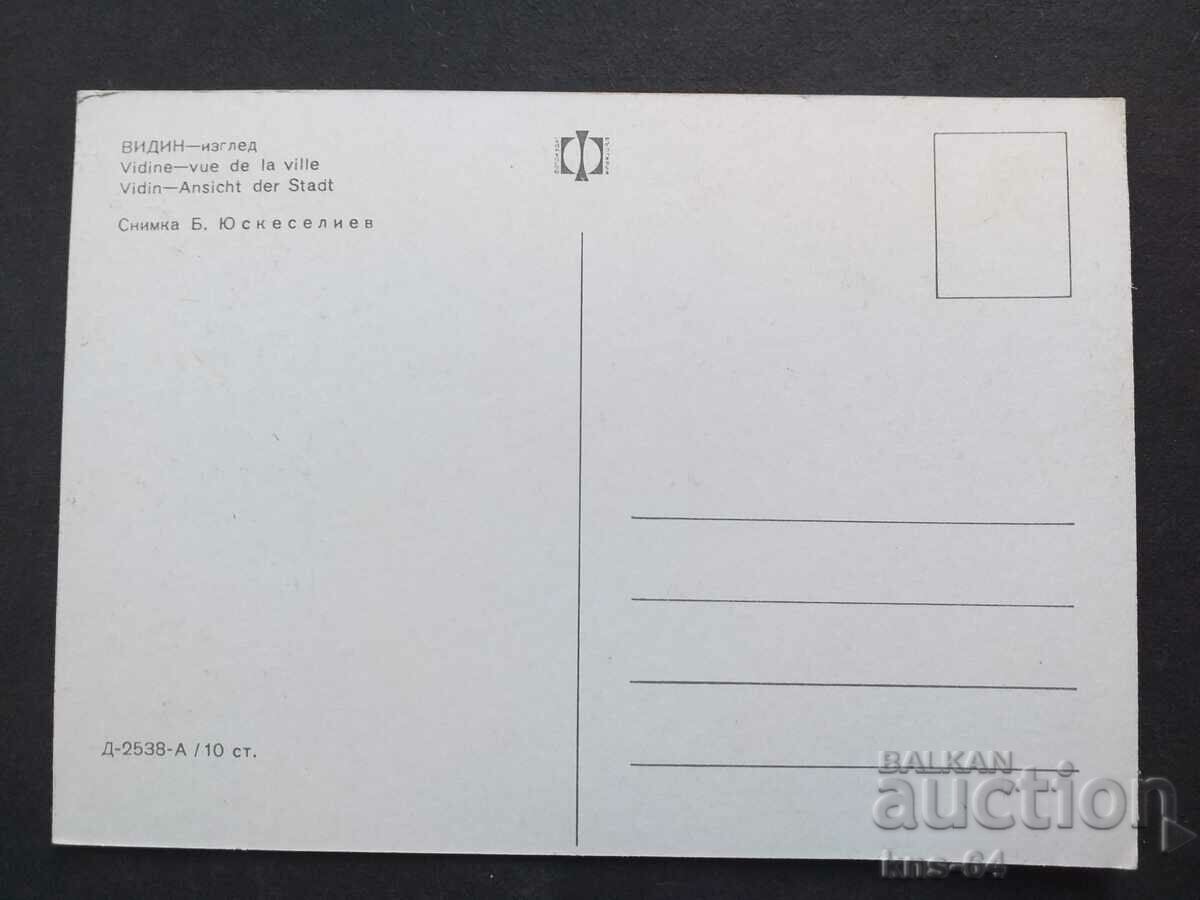 ВИДИН—изглед
Vidine—vue de la ville
Vidin—Ansicht der Stadt
Снимка Б. Юскеселиев
Д-2538-А / 10 ст.
BALKAN
auction
kns-64